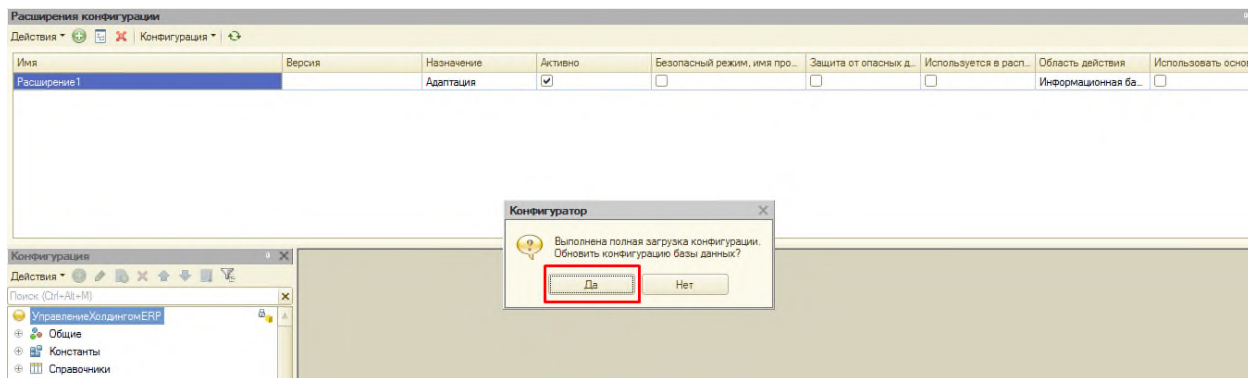 Расширения конфигурации
Действия Конфигурация
Имя Версия Назначение Активно Безопасный режим, имя про... Защита от опасных д... Используется в расп... Область действия Использовать осно
Расширение1 Адаптация Информационная ба...
Конфигуратор
Выполнена полная загрузка конфигурации.
Обновить конфигурацию базы данных?
Да Нет
Конфигурация
Действия
Поиск (Ctrl+Alt+M)
УправлениеХолдингомERP
Общие
Константы
Справочники